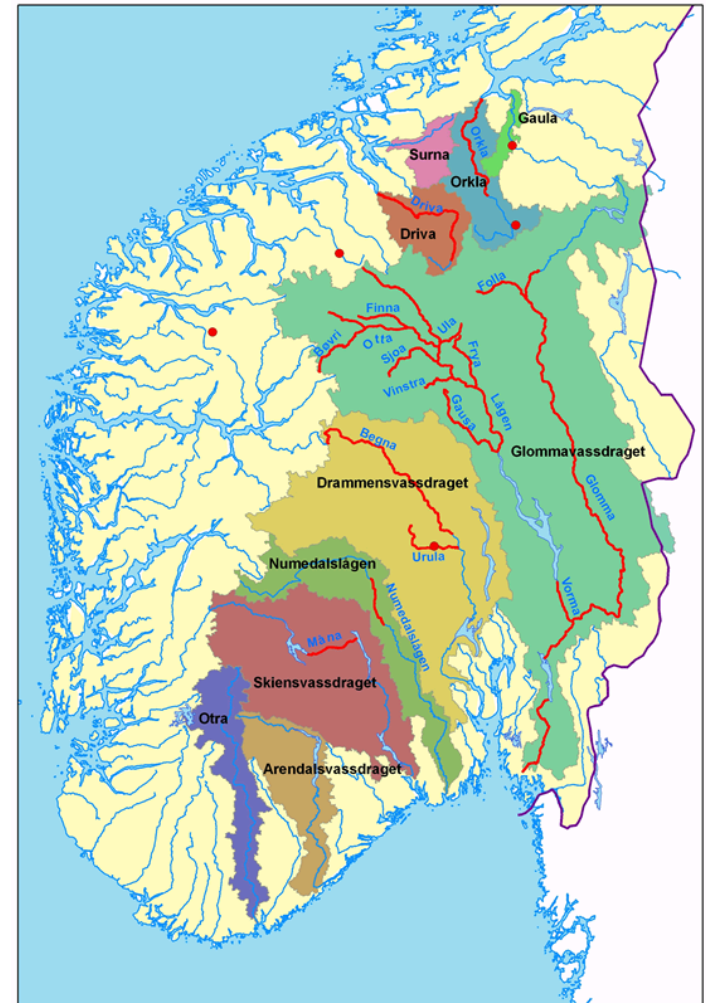 Gaula
Orkla
Surna
Orkla
Driva
Driva
Folla
Finna
Ula
Otta
Bøvri
Sjoa
Frya
Vinstra
Lågen
Gausa
Begna
Glommavassdraget
Drammensvassdraget
Glomma
Urula
Numedalslågen
Vorma
Numedalslågen
Måna
Skiensvassdraget
Otra
Arendalsvassdraget